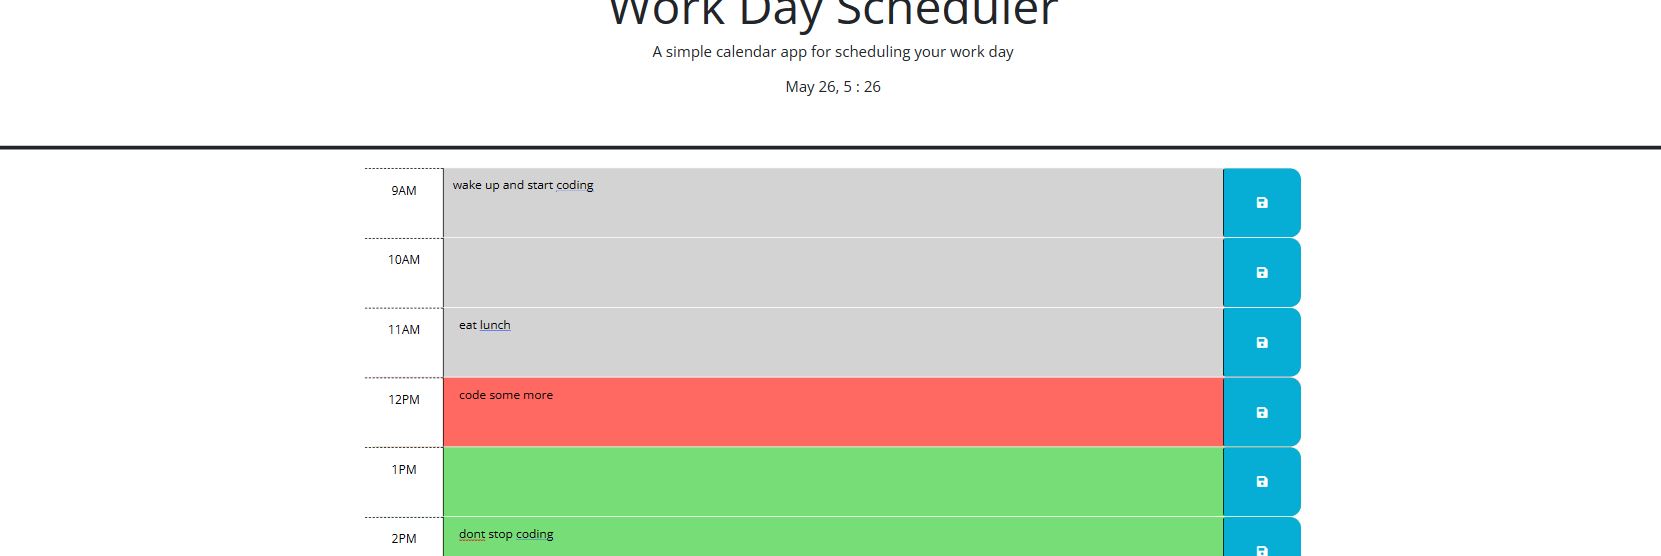 Work Day Scheduler
A simple calendar app for scheduling your work day
May 26, 5 : 26
9AM
wake up and start coding
10AM
11AM
eat lunch
12PM
code some more
1PM
2PM
dont stop coding